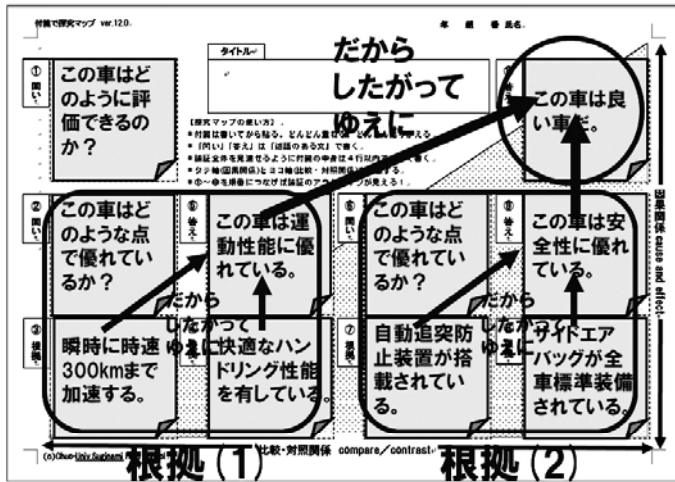 付箋で探究マップ ver.12.0
年 組 番 氏名
タイトル
だから
したがって
ゆえに
① 問い
この車はど
のように評
価できるの
か？
答え
この車は良
い車だ。
【探究マップの使い方】
② 問い
この車はど
のような点
で優れてい
るか？
⑤ 答え
この車は運
動性能に優
れている。
⑥ 問い
この車はど
のような点
で優れてい
るか？
答え
この車は安
全性に優れ
ている。
だから
したがって
ゆえに
だから
したがって
ゆえに
③ 根拠
瞬時に時速
300kmまで
加速する。
快適なハン
ドリング性能
を有している。
⑦ 根拠
自動追突防
止装置が搭
載されてい
る。
サイドエア
バッグが全
車標準装備
されている。
因果関係 cause and effect
比較・対照関係 compare／contrast
根拠（1）
根拠（2）
(c)Chuo-Univ.Suginami